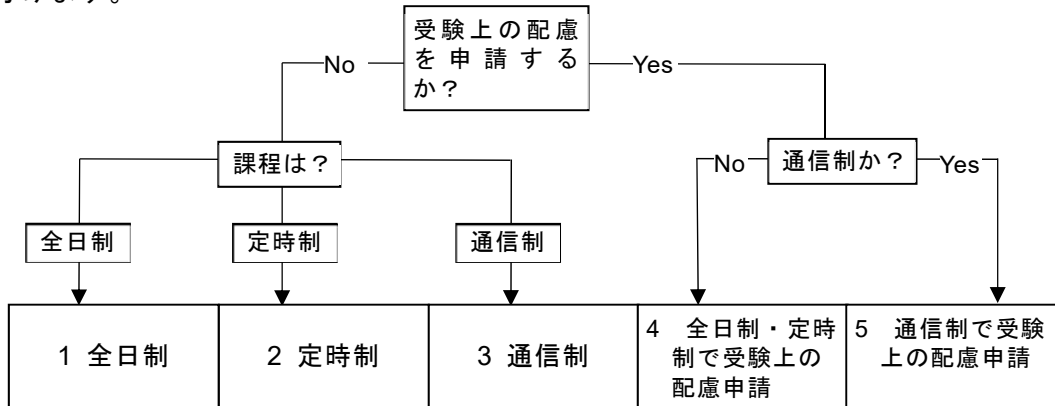 受験上の配慮
を申請する
か？
No
Yes
課程は？
No
通信制か？
Yes
全日制
定時制
通信制
1 全日制
2 定時制
3 通信制
4 全日制・定時
制で受験上の
配慮申請
5 通信制で受験
上の配慮申請